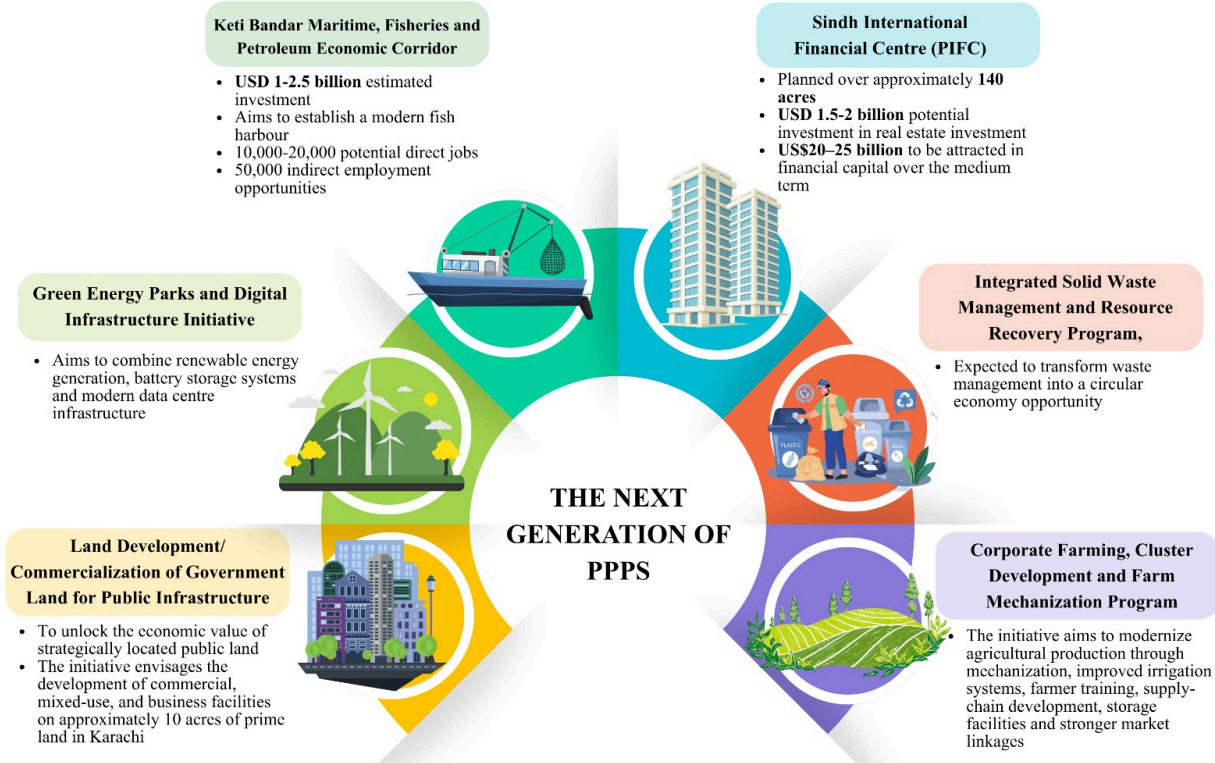 Keti Bandar Maritime, Fisheries and
Petroleum Economic Corridor
• USD 1-2.5 billion estimated
investment
• Aims to establish a modern fish
harbour
• 10,000-20,000 potential direct jobs
• 50,000 indirect employment
opportunities
Sindh International
Financial Centre (PIFC)
• Planned over approximately 140
acres
• USD 1.5-2 billion potential
investment in real estate investment
• US$20–25 billion to be attracted in
financial capital over the medium
term
Green Energy Parks and Digital
Infrastructure Initiative
• Aims to combine renewable energy
generation, battery storage systems
and modern data centre
infrastructure
Integrated Solid Waste
Management and Resource
Recovery Program,
• Expected to transform waste
management into a circular
economy opportunity
PLASTIC
THE NEXT
GENERATION OF
PPPS
Land Development/
Commercialization of Government
Land for Public Infrastructure
• To unlock the economic value of
strategically located public land
• The initiative envisages the
development of commercial,
mixed-use, and business facilities
on approximately 10 acres of prime
land in Karachi
Corporate Farming, Cluster
Development and Farm
Mechanization Program
• The initiative aims to modernize
agricultural production through
mechanization, improved irrigation
systems, farmer training, supply-
chain development, storage
facilities and stronger market
linkages